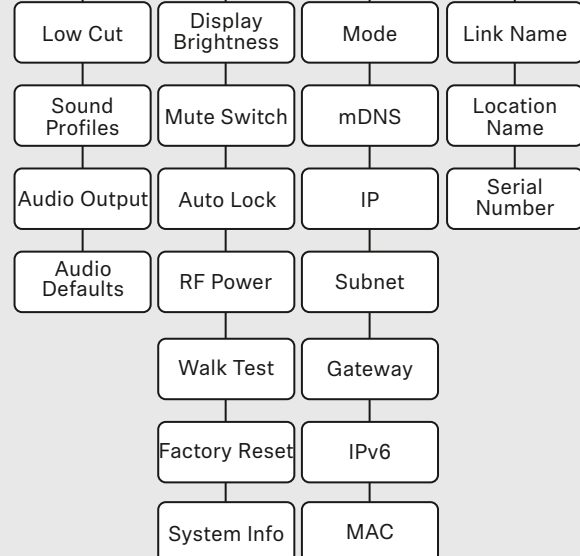 Low Cut
Display
Brightness
Mode
Link Name
Sound
Profiles
Mute Switch
mDNS
Location
Name
Audio Output
Auto Lock
IP
Serial
Number
Audio
Defaults
RF Power
Subnet
Walk Test
Gateway
Factory Reset
IPv6
System Info
MAC